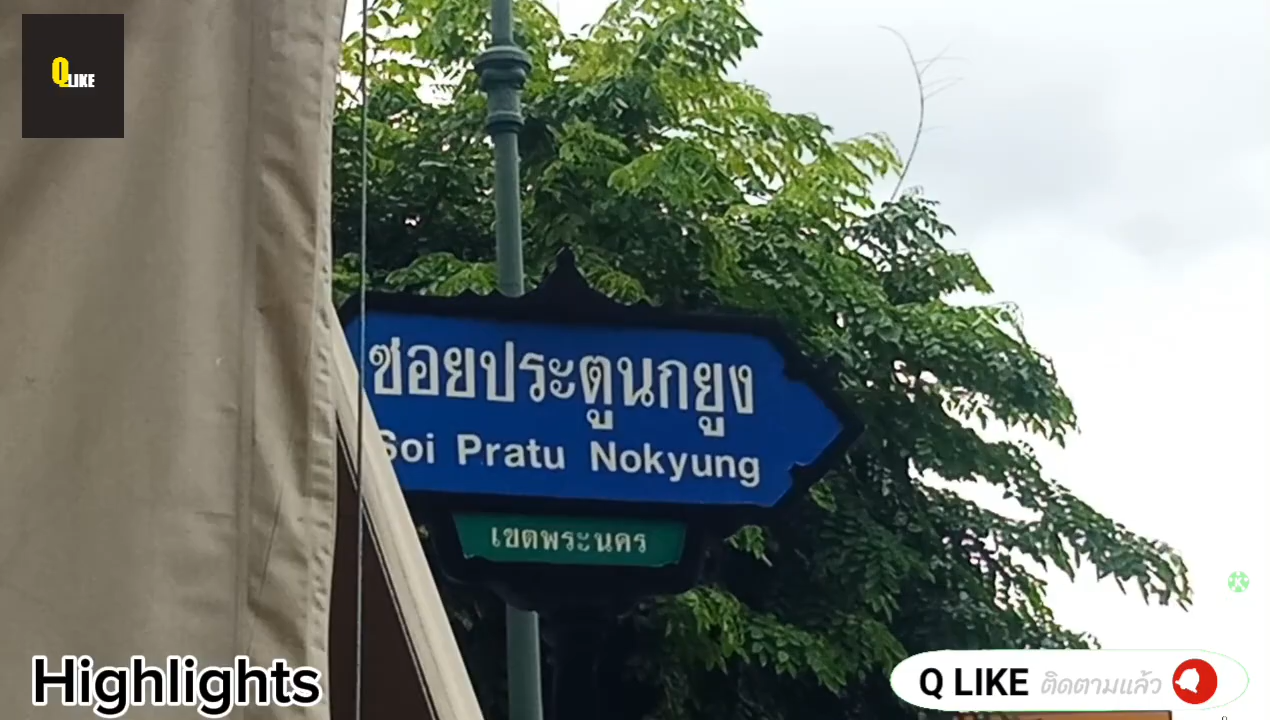 Q LIKE
ซอยประตูนกยูง
Soi Pratu Nokyung
เขตพระนคร
Highlights
Q LIKE ติดตามแล้ว